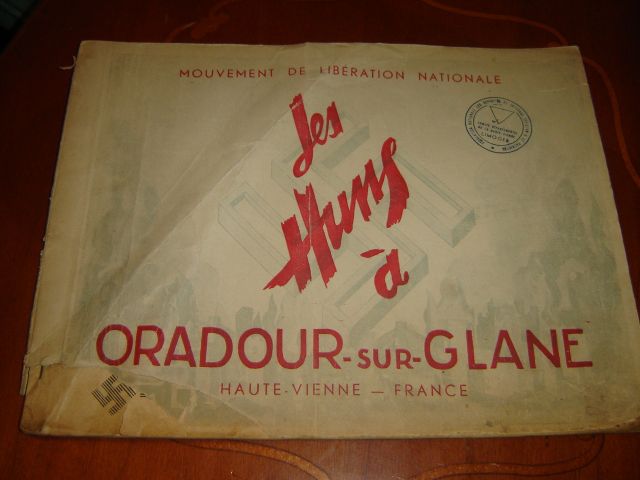 MOUVEMENT DE LIBÉRATION NATIONALE
Les
Huns
à
ORADOUR-SUR-GLANE
HAUTE-VIENNE — FRANCE